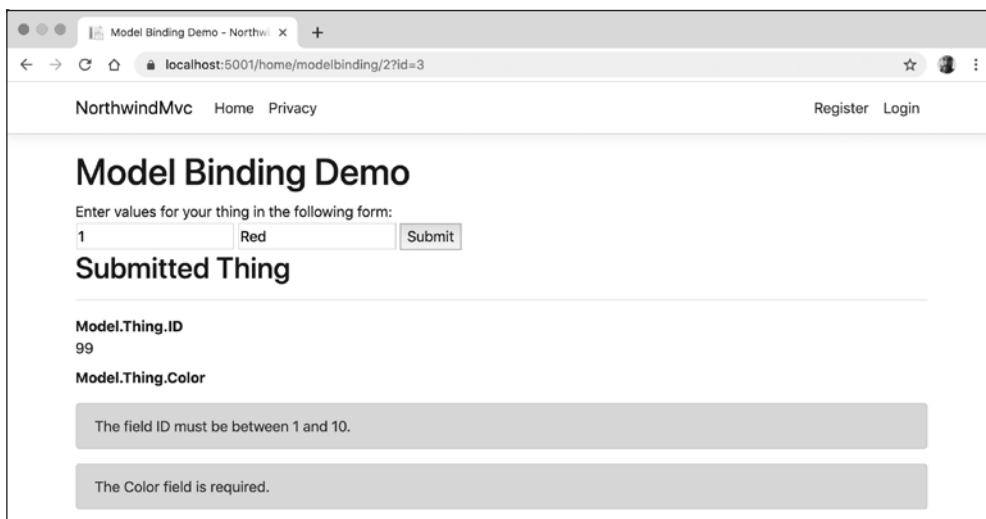 Model Binding Demo - Northwi
localhost:5001/home/modelbinding/2?id=3
NorthwindMvc Home Privacy Register Login
Model Binding Demo
Enter values for your thing in the following form:
1 Red Submit
Submitted Thing
Model.Thing.ID
99
Model.Thing.Color
The field ID must be between 1 and 10.
The Color field is required.